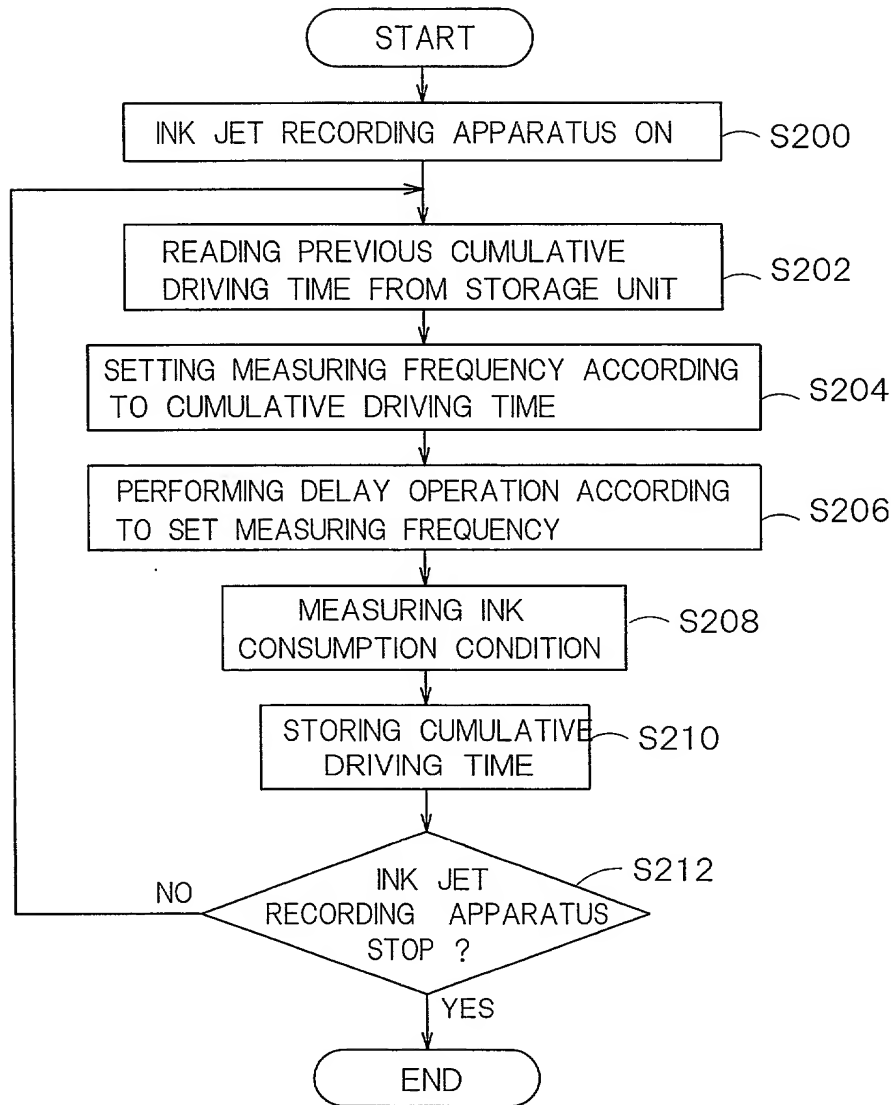 START
INK JET RECORDING APPARATUS ON
S200
READING PREVIOUS CUMULATIVE
DRIVING TIME FROM STORAGE UNIT
S202
SETTING MEASURING FREQUENCY ACCORDING
TO CUMULATIVE DRIVING TIME
S204
PERFORMING DELAY OPERATION ACCORDING
TO SET MEASURING FREQUENCY
S206
MEASURING INK
CONSUMPTION CONDITION
S208
STORING CUMULATIVE
DRIVING TIME
S210
INK JET
RECORDING APPARATUS
STOP ?
S212
NO
YES
END